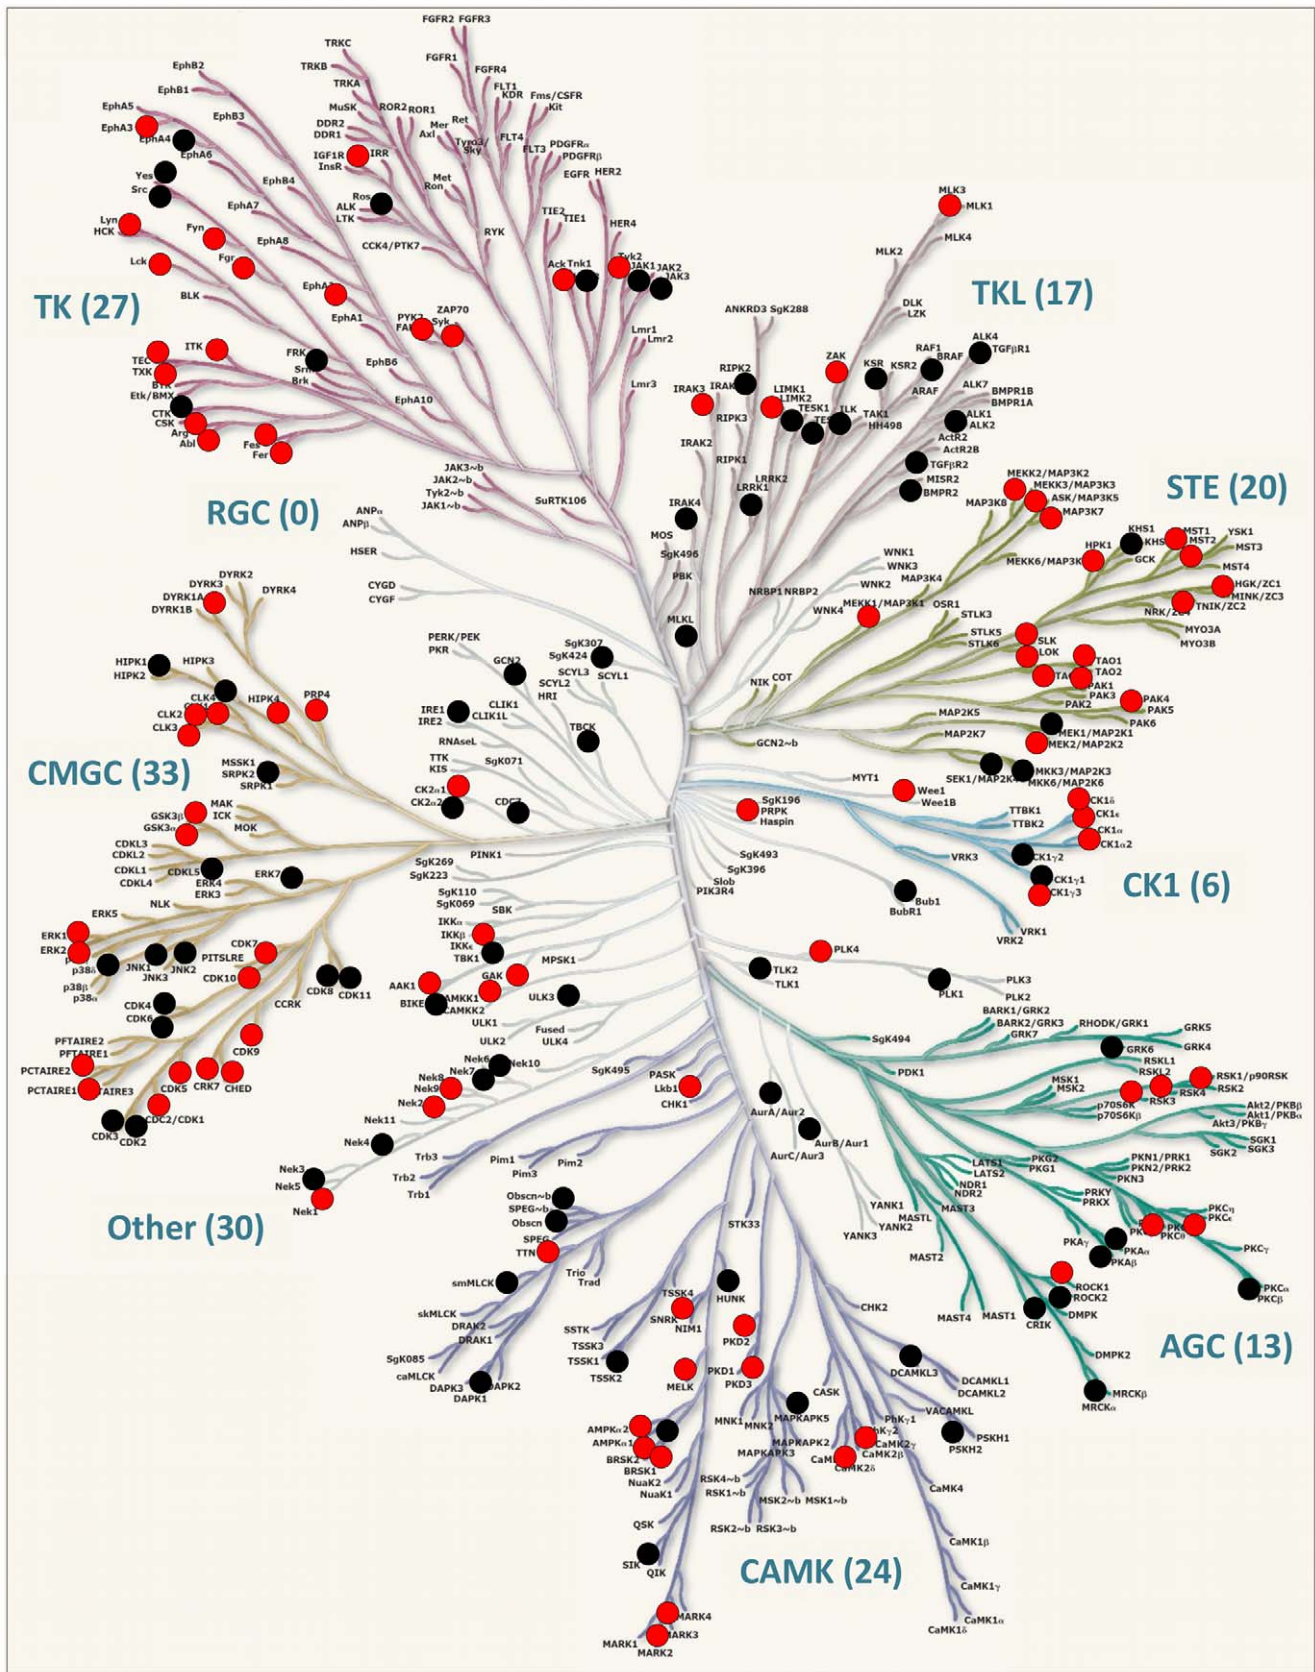 FGFR2 FGFR3
TRKC
FGFR1
TRKB
FGFR4
EphB2
TRKA
FLT1
KDR
EphB1
Fms/CSFR
Kit
EphA5
MuSK
ROR2
ROR1
Mer
Ret
EphA3
EphB3
DDR2
Axl
DDR1
Tyro3/
Sky
FLT4
EphA4
FLT3
PDGFRα
PDGFRβ
EphA6
IGF1R
IRR
InsR
EGFR
HER2
Yes
EphB4
Met
Ron
MLK3
Src
Ros
ALK
MLK1
EphA7
LTK
TIE2
TIE1
HER4
Lyn
HCK
Fyn
RYK
MLK4
EphA8
CCK4/PTK7
MLK2
Lck
Fgr
Ack
Tnk1
Tyk2
JAK1
JAK2
JAK3
TKL (17)
BLK
TK (27)
DLK
LZK
ANKRD3 SgK288
EphA1
PYK2
ZAP70
Syk
Lmr1
Lmr2
ITK
FRK
Srm
Brk
ALK4
TGFβR1
RAF1
BRAF
KSR
KSR2
ARAF
ZAK
RIPK2
TEC
TXK
EphB6
Lmr3
IRAK3
LIMK1
LIMK2
TESK1
ILK
TAK1
HH498
ALK7
BMPR1B
BMPR1A
Etk/BMX
EphA10
RIPK3
ALK1
ALK2
CTK
CSK
Arg
Abl
Fes
Fer
IRAK2
RIPK1
LRRK2
ActR2
ActR2B
TGFβR2
MISR2
BMPR2
JAK3~b
JAK2~b
Tyk2~b
JAK1~b
SuRTK106
LRRK1
MEKK2/MAP3K2
MEKK3/MAP3K3
ASK/MAP3K5
MAP3K8
MAP3K7
STE (20)
RGC (0)
ANPα
ANPβ
HSER
IRAK4
MOS
SgK496
PBK
KHS1
MST1
MST2
YSK1
MST3
HPK1
GCK
MST4
HGK/ZC1
MINK/ZC3
TNIK/ZC2
WNK1
WNK3
WNK2
MAP3K4
WNK4
MEKK1/MAP3K1
NRBP1
NRBP2
OSR1
STLK3
MYO3A
MYO3B
DYRK2
DYRK3
DYRK1A
DYRK1B
DYRK4
CYGD
CYGF
MLKL
STLK5
STLK6
SLK
LOK
TAO1
TAO2
PERK/PEK
PKR
GCN2
SgK307
SgK424
SCYL3
SCYL2
SCYL1
HRI
HIPK1
HIPK2
HIPK3
CLK4
CLK2
CLK3
HIPK4
PRP4
NIK
COT
PAK1
PAK3
PAK2
PAK4
PAK5
PAK6
IRE1
IRE2
CLIK1
CLIK1L
TBCK
MAP2K5
MAP2K7
MEK1/MAP2K1
MEK2/MAP2K2
RNAseL
GCN2~b
TTK
KIS
SgK071
MKK3/MAP2K3
MKK6/MAP2K6
MYT1
CMGC (33)
MSSK1
SRPK2
SRPK1
CK2α1
CK2α2
Wee1
Wee1B
SgK196
PRPK
Haspin
TTBK1
TTBK2
CK1δ
CK1ε
CK1α
CK1α2
MAK
ICK
MOK
GSK3β
GSK3α
CDKL3
CDKL2
CDKL1
CDKL4
CDKL5
ERK7
ERK4
ERK3
PINK1
SgK269
SgK223
SgK493
SgK396
Slob
PIK3R4
VRK3
CK1γ2
CK1γ1
CK1γ3
CK1 (6)
Bub1
BubR1
VRK2
VRK1
NLK
SgK110
SgK069
SBK
ERK5
ERK1
ERK2
IKKα
IKKβ
IKKε
TBK1
MPSK1
CDK7
PITSLRE
CDK10
p38δ
JNK1
JNK2
JNK3
p38β
p38α
CDK8
CDK11
CCRK
AAK1
BIKE
GAK
CAMKK2
ULK3
PLK4
TLK2
TLK1
PLK1
PLK3
PLK2
CDK4
CDK6
ULK1
ULK2
Fused
ULK4
BARK1/GRK2
BARK2/GRK3
GRK7
RHODK/GRK1
GRK5
GRK4
GRK6
PFTAIRE2
PFTAIRE1
PCTAIRE2
PCTAIRE1
CDK9
CDK5
CRK7
CHED
SgK494
RSKL1
RSKL2
PDK1
Nek6
Nek7
Nek10
Nek8
Nek9
Nek2
Nek11
SgK495
PASK
Lkb1
CHK1
MSK1
MSK2
RSK1/p90RSK
RSK2
RSK3
RSK4
p70S6K
p70S6Kβ
CDC2/CDK1
CDK3
CDK2
AurA/Aur2
AurB/Aur1
AurC/Aur3
Akt2/PKBβ
Akt1/PKBα
Akt3/PKBγ
SGK1
SGK2
SGK3
Nek4
Nek3
Nek5
Nek1
Trb3
Trb2
Trb1
Pim1
Pim2
Pim3
LATS1
LATS2
NDR1
NDR2
PKG2
PKG1
PKN1/PRK1
PKN2/PRK2
PKN3
PRKY
PRKX
Other (30)
Obscn~b
SPEG~b
Obscn
SPEG
TTN
STK33
YANK1
YANK2
YANK3
MASTL
MAST3
MAST2
PKCη
PKCε
PKCθ
PKCγ
PKAγ
PKAα
PKAβ
PKCα
PKCβ
Trio
Trad
smMLCK
TSSK4
HUNK
SNRK
NIM1
CHK2
MAST4
MAST1
ROCK1
ROCK2
DMPK
CRIK
skMLCK
DRAK2
DRAK1
SSTK
TSSK3
TSSK1
TSSK2
PKD2
PKD1
PKD3
AGC (13)
DMPK2
SgK085
caMLCK
DAPK3
DAPK2
DAPK1
MELK
CASK
DCAMKL3
DCAMKL1
DCAMKL2
MRCKβ
MRCKα
MNK1
MNK2
MAPKAPK5
MAPKAPK2
MAPKAPK3
PhKγ1
PhKγ2
VACAMKL
PSKH1
PSKH2
AMPKα2
AMPKα1
BRSK2
BRSK1
CaMK2γ
CaMK2β
CaMK2δ
NuaK2
NuaK1
RSK4~b
RSK1~b
MSK2~b
MSK1~b
CaMK4
QSK
RSK2~b
RSK3~b
SIK
QIK
CaMK1β
CAMK (24)
CaMK1γ
MARK4
MARK3
MARK1
MARK2
CaMK1α
CaMK1δ